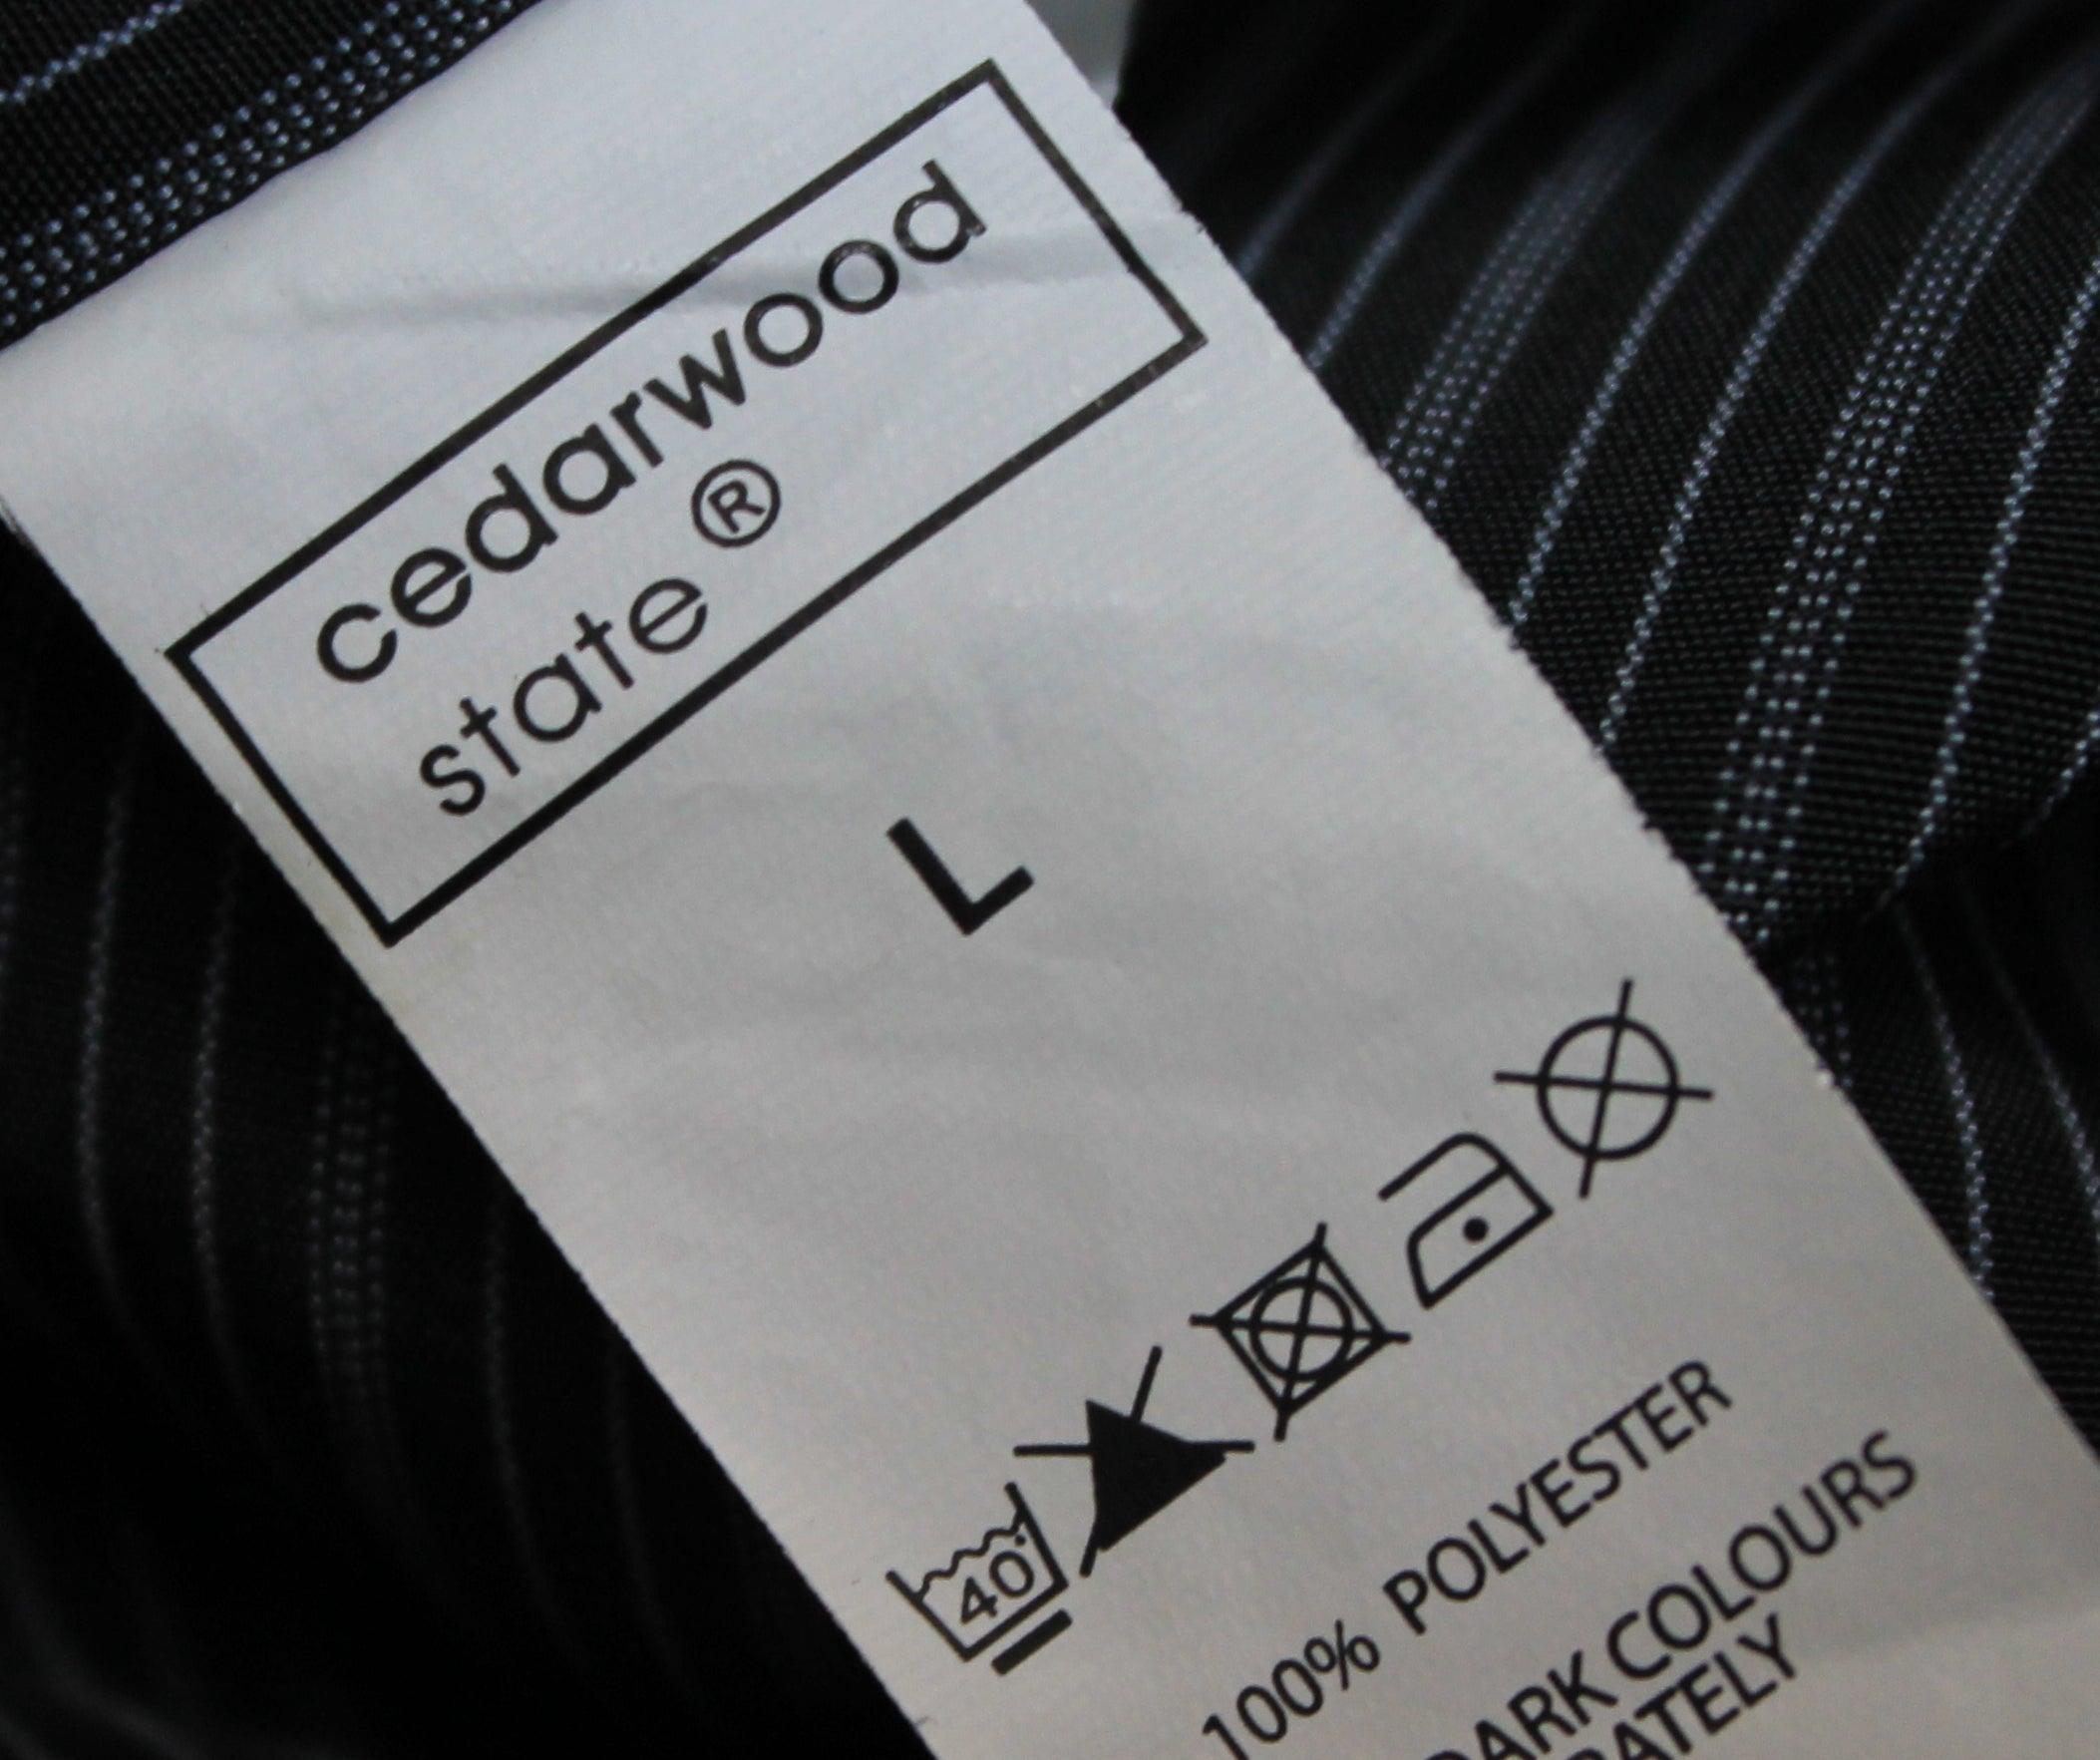 cedarwood
state ®
L
40°
100% POLYESTER
DARK COLOURS